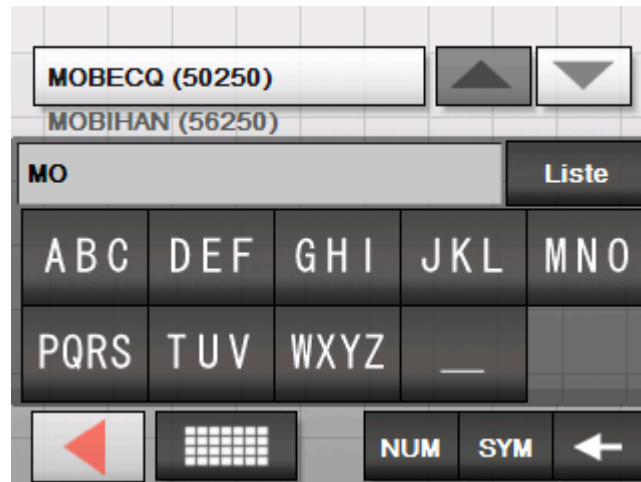 MOBECQ (50250)
MOBIHAN (56250)
MO
Liste
ABC DEF GHI JKL MNO
PQRS TUV WXYZ _
NUM SYM